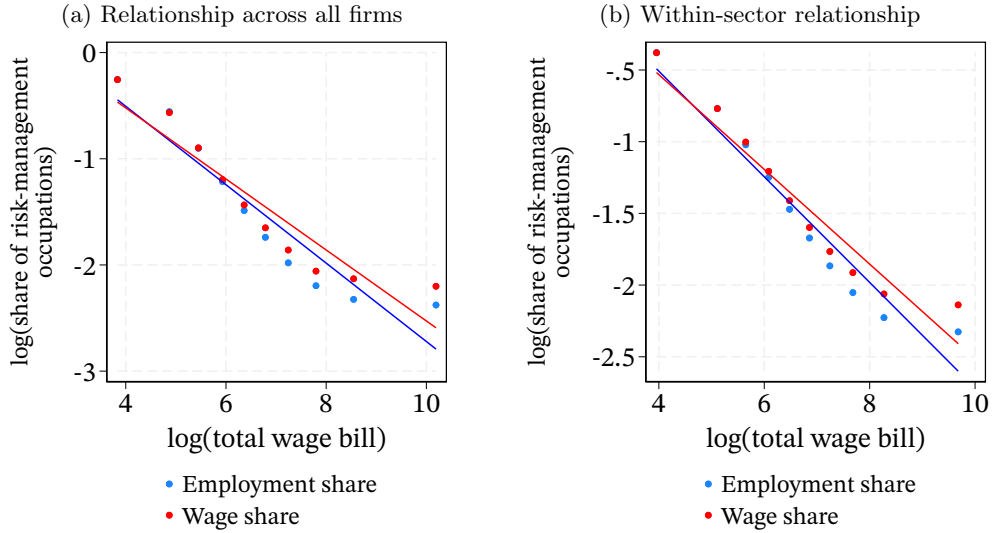 (a) Relationship across all firms
0
-1
-2
-3
log(share of risk-management
occupations)
4 6 8 10
log(total wage bill)
Employment share
Wage share
(b) Within-sector relationship
-.5
-1
-1.5
-2
-2.5
log(share of risk-management
occupations)
4 6 8 10
log(total wage bill)
Employment share
Wage share